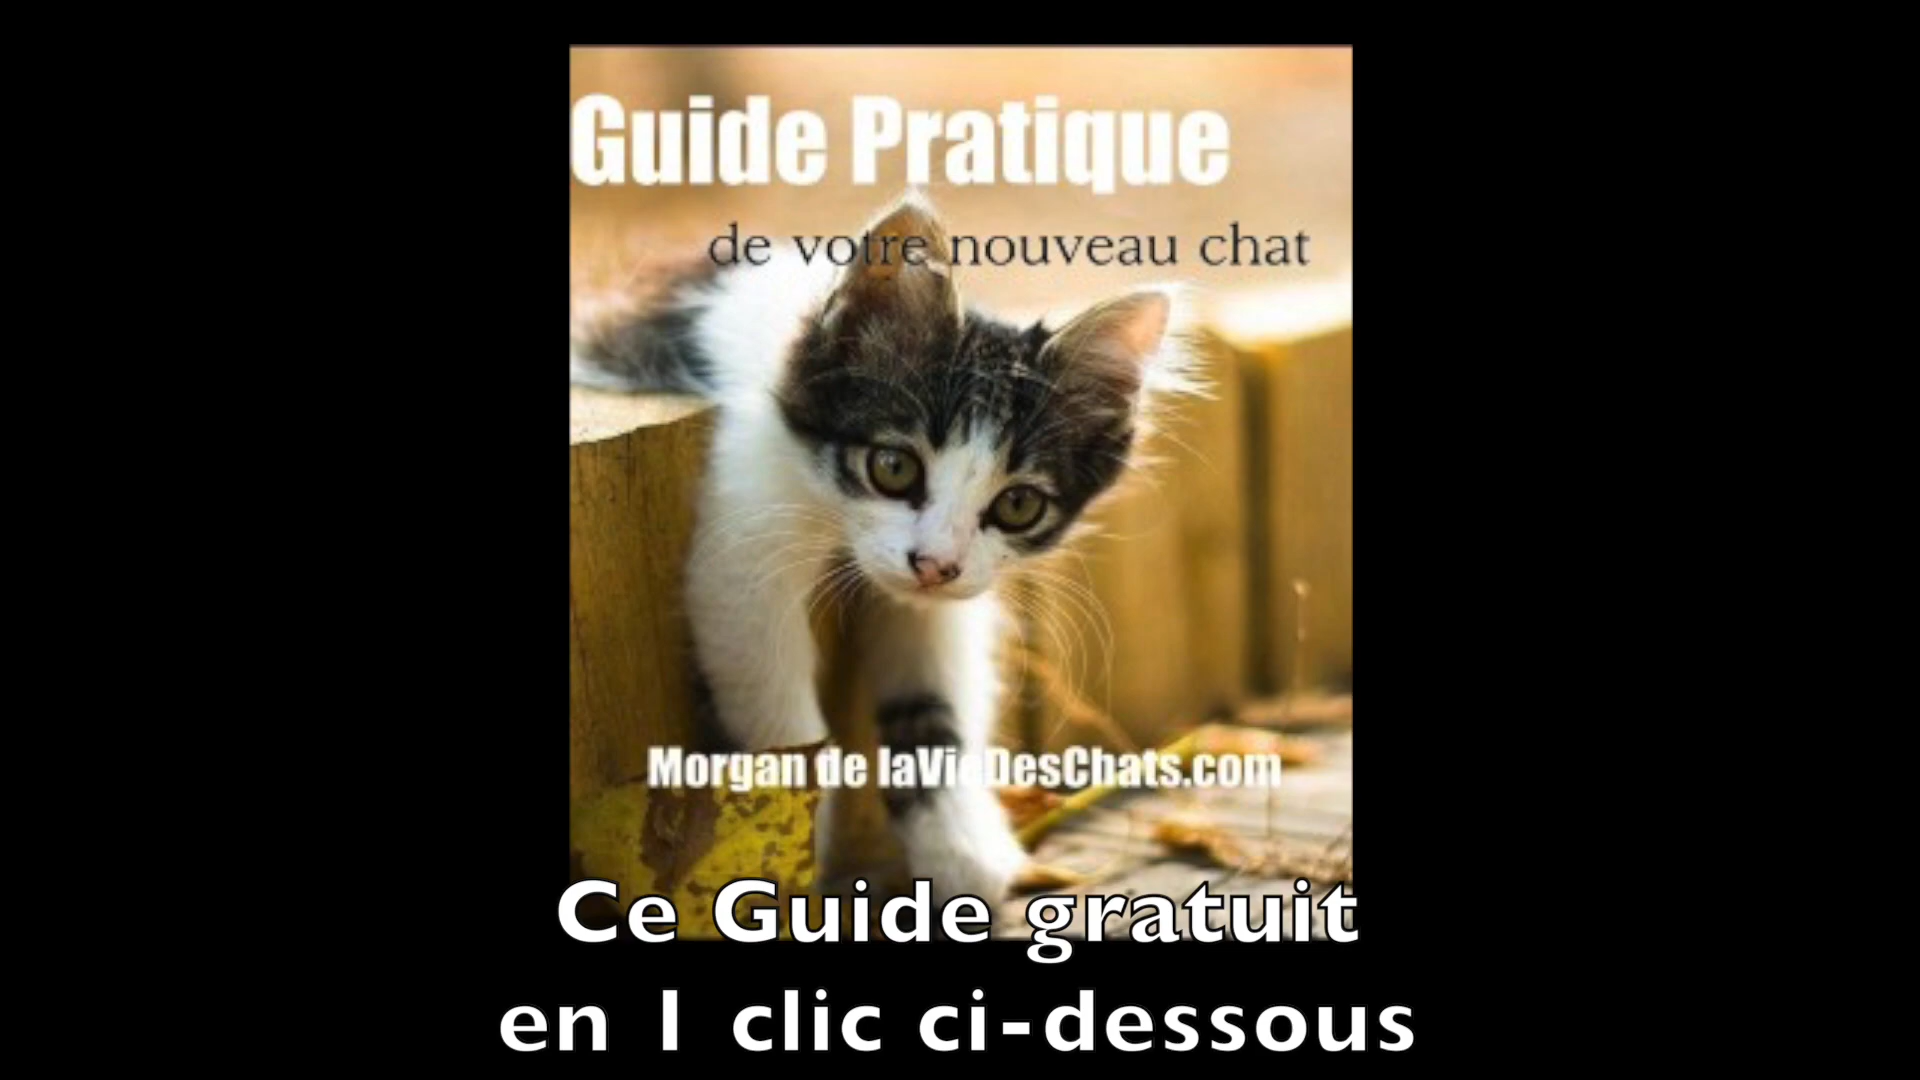 Guide Pratique
de votre nouveau chat
Morgan de laVieDesChats.com
Ce Guide gratuit
en 1 clic ci-dessous